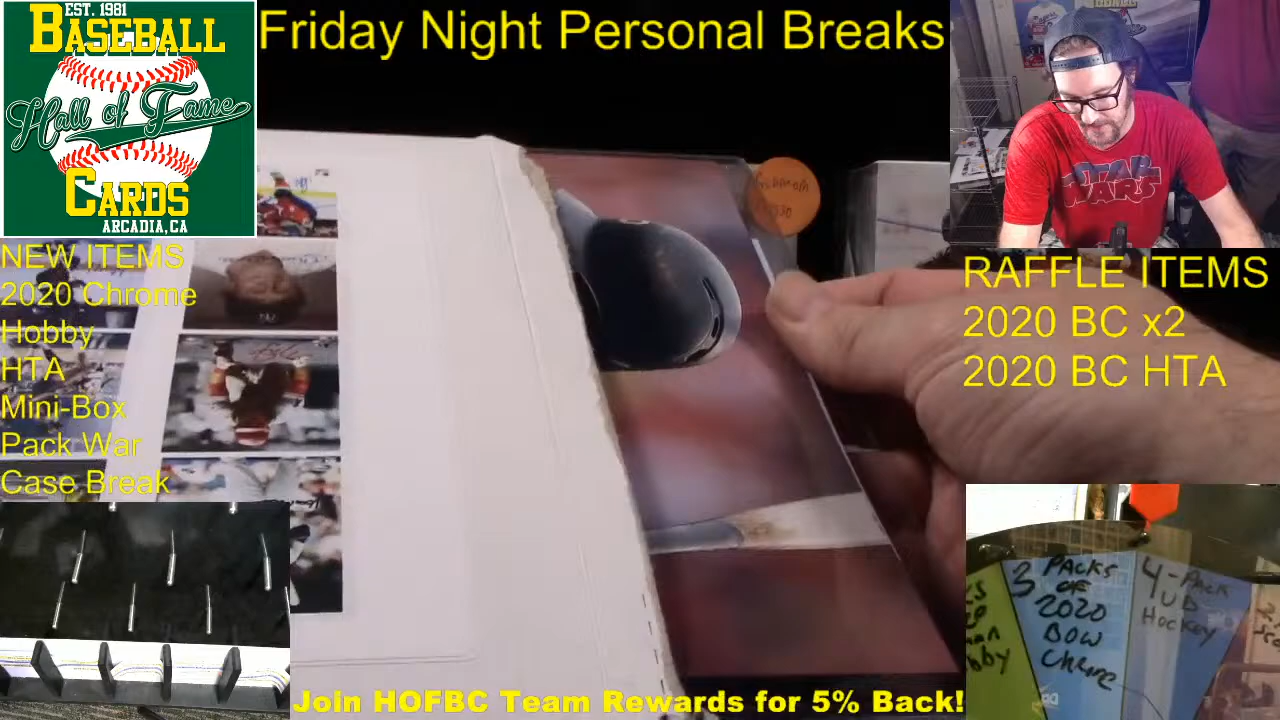 EST. 1981
BASEBALL
Hall of Fame
CARDS
ARCADIA, CA
Friday Night Personal Breaks
STAR
WARS
NEW ITEMS
2020 Chrome
Hobby
HTA
Mini-Box
Pack War
Case Break
RAFFLE ITEMS
2020 BC x2
2020 BC HTA
3 PACKS
OF
2020
BOW
CHROME
4-PACK
UD
HOCKEY
Join HOFBC Team Rewards for 5% Back!